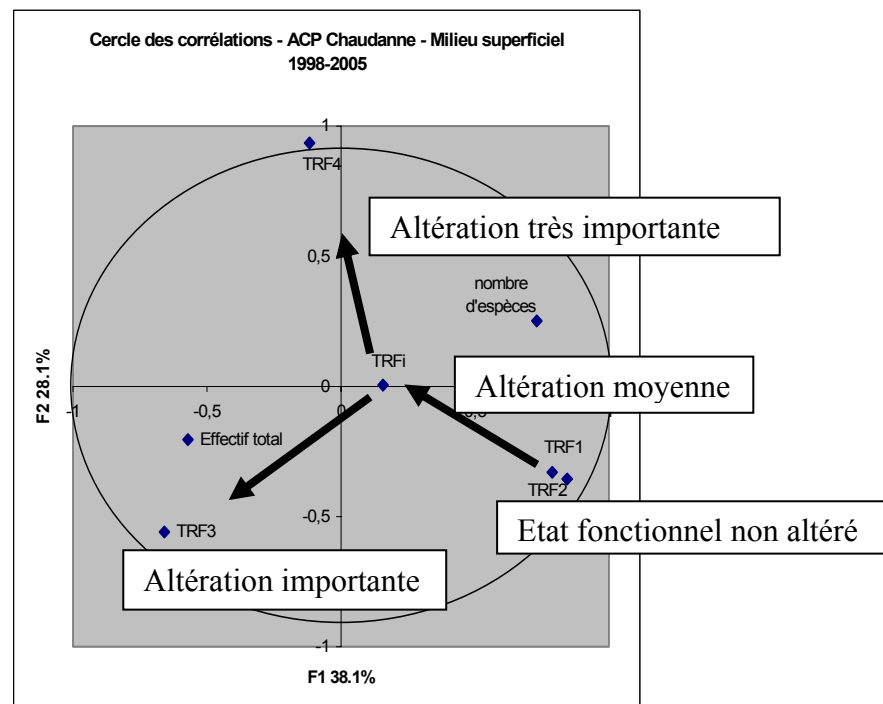 Cercle des corrélations - ACP Chaudanne - Milieu superficiel
1998-2005
1
TRF4
Altération très importante
0,5
nombre
d'espèces
TRFi
Altération moyenne
0
-1
-0,5
0
Effectif total
TRF1
TRF2
-0,5
TRF3
Etat fonctionnel non altéré
Altération importante
-1
F2 28.1%
F1 38.1%